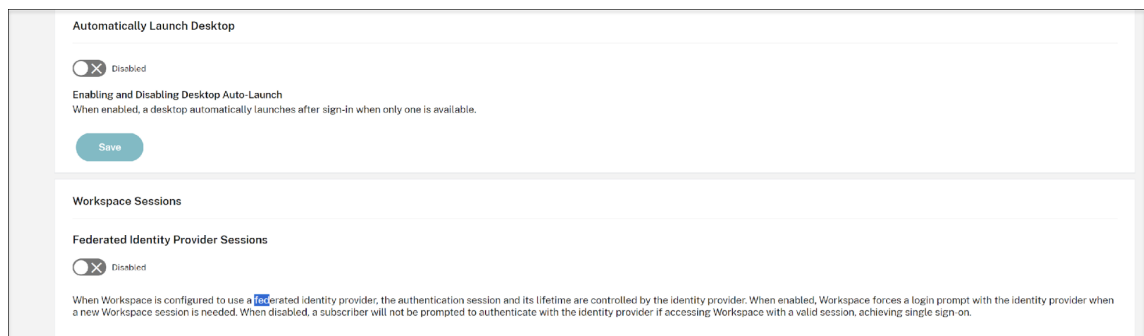 Automatically Launch Desktop
Disabled
Enabling and Disabling Desktop Auto-Launch
When enabled, a desktop automatically launches after sign-in when only one is available.
Save
Workspace Sessions
Federated Identity Provider Sessions
Disabled
When Workspace is configured to use a federated identity provider, the authentication session and its lifetime are controlled by the identity provider. When enabled, Workspace forces a login prompt with the identity provider when
a new Workspace session is needed. When disabled, a subscriber will not be prompted to authenticate with the identity provider if accessing Workspace with a valid session, achieving single sign-on.